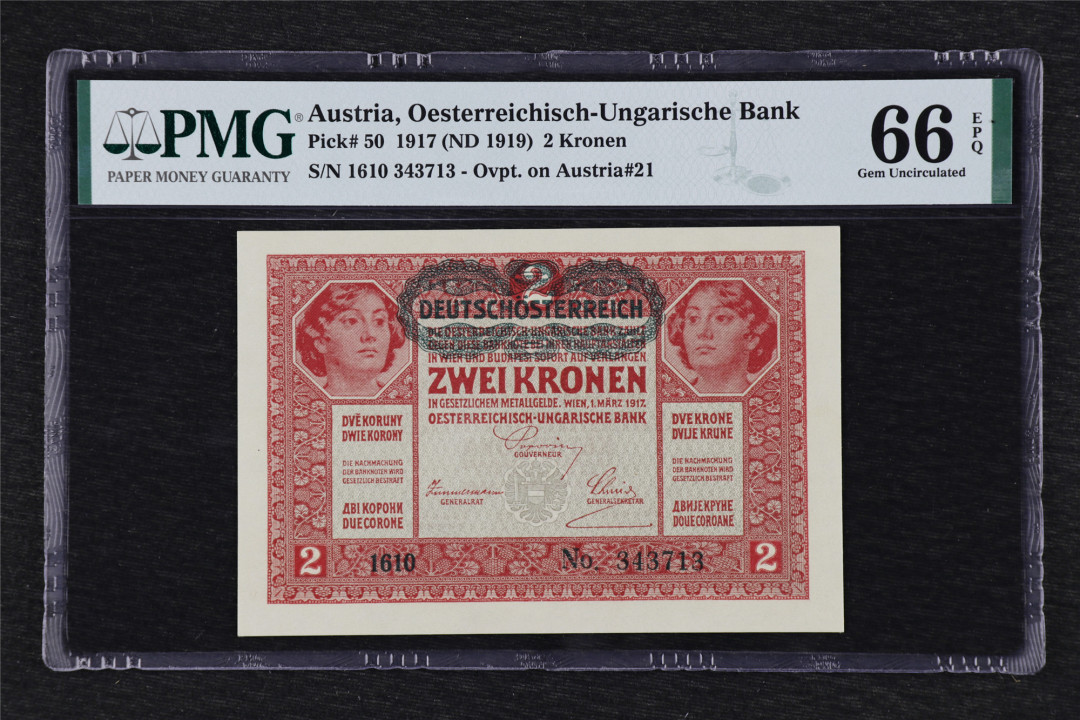 PMG®
PAPER MONEY GUARANTY
Austria, Oesterreichisch-Ungarische Bank
Pick# 50 1917 (ND 1919) 2 Kronen
S/N 1610 343713 - Ovpt. on Austria#21
66
EPQ
Gem Uncirculated
2
DEUTSCHÖSTERREICH
DIE OESTERREICHISCH-UNGARISCHE BANK ZAHLT
GEGEN DIESE BANKNOTE BEI IHREN HAUPTANSTALTEN
IN WIEN UND BUDAPEST SOFORT AUF VERLANGEN
ZWEI KRONEN
IN GESETZLICHEM METALLGELDE. WIEN, 1. MÄRZ 1917.
OESTERREICHISCH-UNGARISCHE BANK
GOUVERNEUR
GENERALRAT
GENERALSEKRETÄR
DVĚ KORUNY
DWIE KORONY
DIE NACHMACHUNG
DER BANKNOTEN WIRD
GESETZLICH BESTRAFT
ДВІ КОРОНИ
DUE CORONE
DVE KRONE
DVIJE KRUNE
DIE NACHMACHUNG
DER BANKNOTEN WIRD
GESETZLICH BESTRAFT
ДВИЈЕ КРУНЕ
DOUE COROANE
2
1610
No. 343713
2